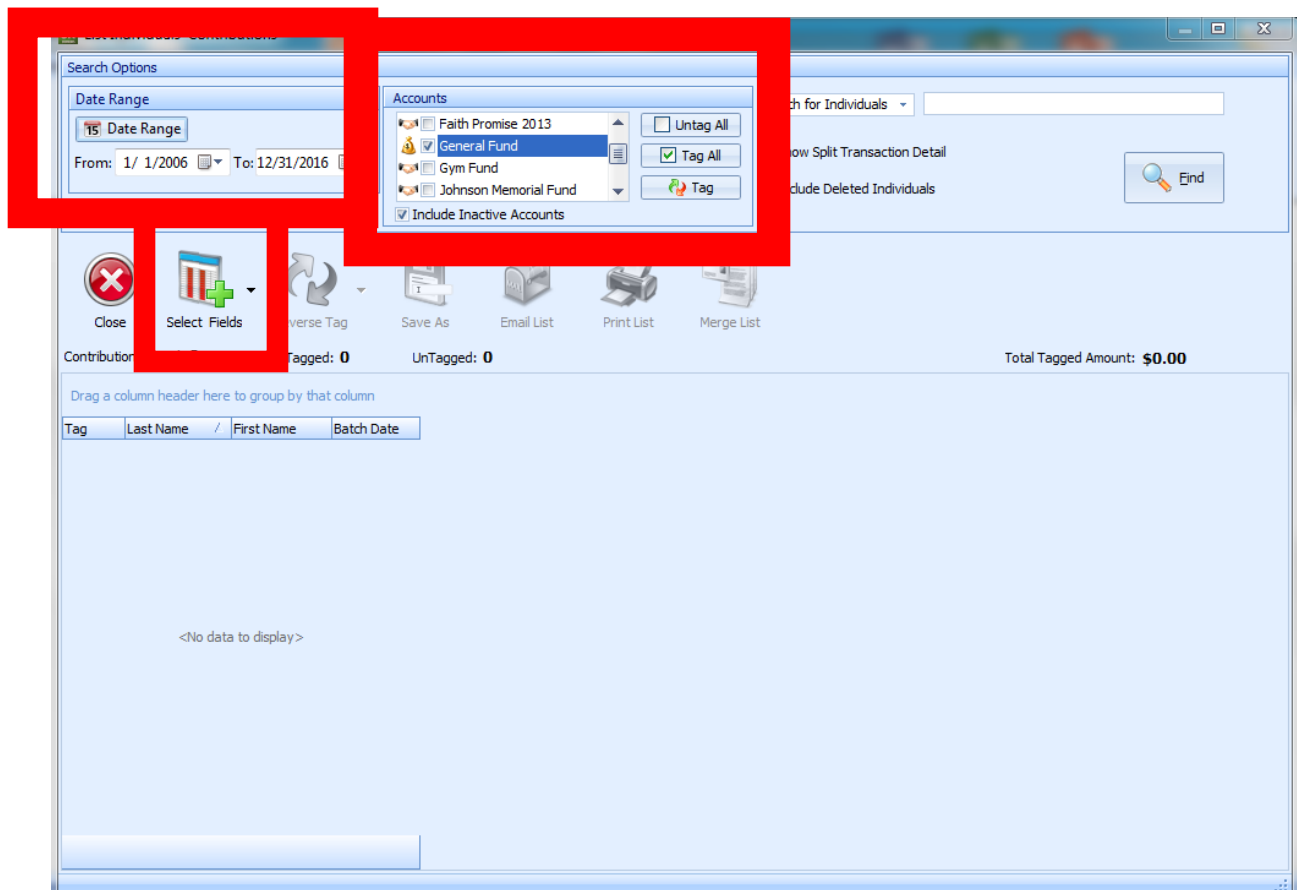 Search Options
Date Range
15 Date Range
From: 1/ 1/2006 To: 12/31/2016
Accounts
Faith Promise 2013
General Fund
Gym Fund
Johnson Memorial Fund
Include Inactive Accounts
Untag All
Tag All
Tag
for Individuals
Split Transaction Detail
Deleted Individuals
Find
Close
Select Fields
Tag
Save As
Email List
Print List
Merge List
Tagged: 0
UnTagged: 0
Total Tagged Amount: $0.00
Drag a column header here to group by that column
Tag
Last Name /
First Name
Batch Date
<No data to display>